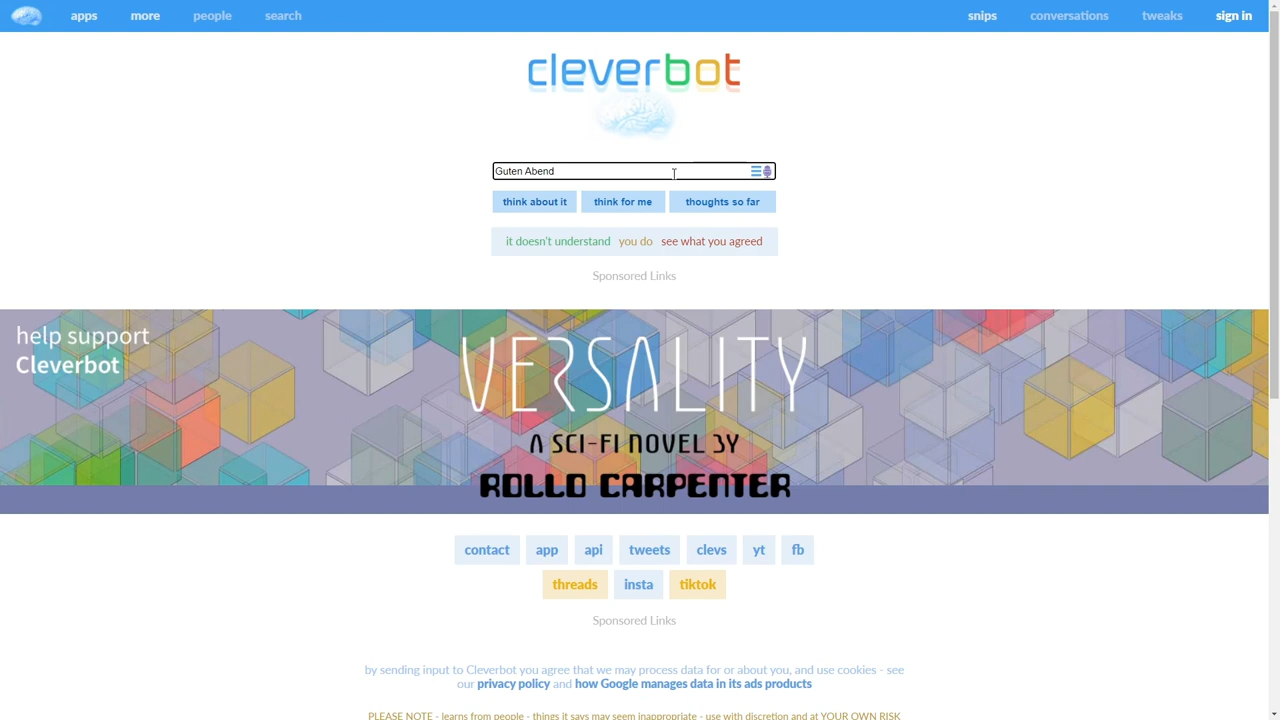 apps more people search snips conversations tweaks sign in
cleverbot
Guten Abend
think about it think for me thoughts so far
it doesn't understand you do see what you agreed
Sponsored Links
help support
Cleverbot
VERSALITY
A SCI-FI NOVEL BY
ROLLO CARPENTER
contact app api tweets clevs yt fb
threads insta tiktok
Sponsored Links
by sending input to Cleverbot you agree that we may process data for or about you, and use cookies - see
our privacy policy and how Google manages data in its ads products
PLEASE NOTE - learns from people - things it says may seem inappropriate - use with discretion and at YOUR OWN RISK